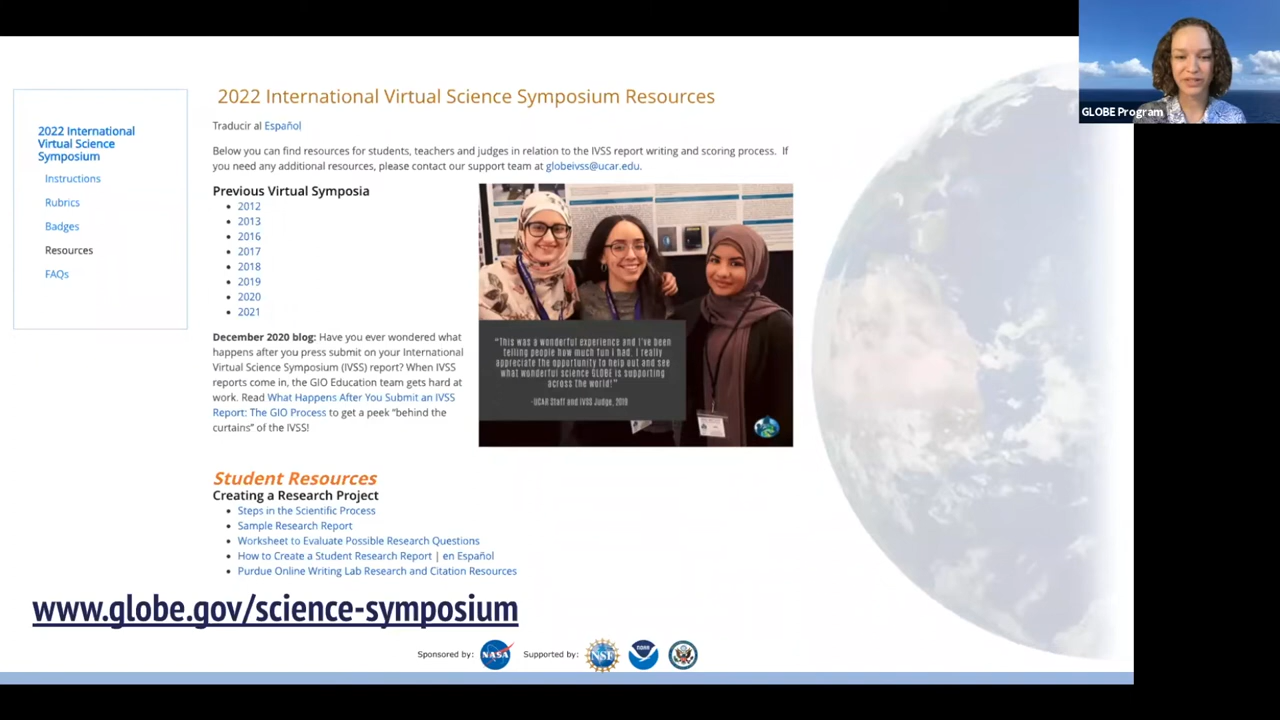 GLOBE Program
2022 International Virtual Science Symposium Resources
2022 International
Virtual Science
Symposium
Instructions
Rubrics
Badges
Resources
FAQs
Traducir al Español
Below you can find resources for students, teachers and judges in relation to the IVSS report writing and scoring process. If
you need any additional resources, please contact our support team at globeivss@ucar.edu.
Previous Virtual Symposia
2012
2013
2016
2017
2018
2019
2020
2021
December 2020 blog: Have you ever wondered what
happens after you press submit on your International
Virtual Science Symposium (IVSS) report? When IVSS
reports come in, the GIO Education team gets hard at
work. Read What Happens After You Submit an IVSS
Report: The GIO Process to get a peek “behind the
curtains” of the IVSS!
"This was a wonderful experience and I've been
telling people how much fun i had. I really
appreciate the opportunity to help out and see
what wonderful science GLOBE is supporting
across the world!"
-UCAR Staff and IVSS Judge, 2019
Student Resources
Creating a Research Project
Steps in the Scientific Process
Sample Research Report
Worksheet to Evaluate Possible Research Questions
How to Create a Student Research Report | en Español
Purdue Online Writing Lab Research and Citation Resources
www.globe.gov/science-symposium
Sponsored by: NASA Supported by: NSF NOAA